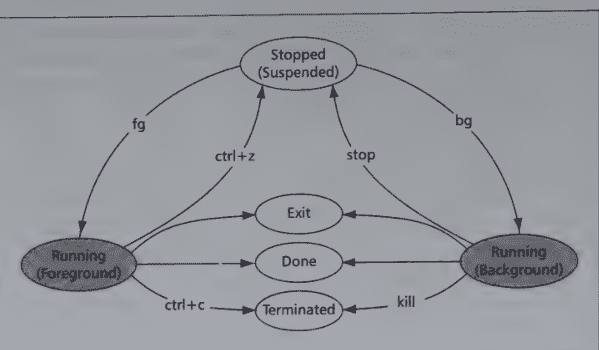 Stopped
(Suspended)
fg
bg
ctrl+z
stop
Exit
Running
(Foreground)
Done
Running
(Background)
ctrl+c
Terminated
kill